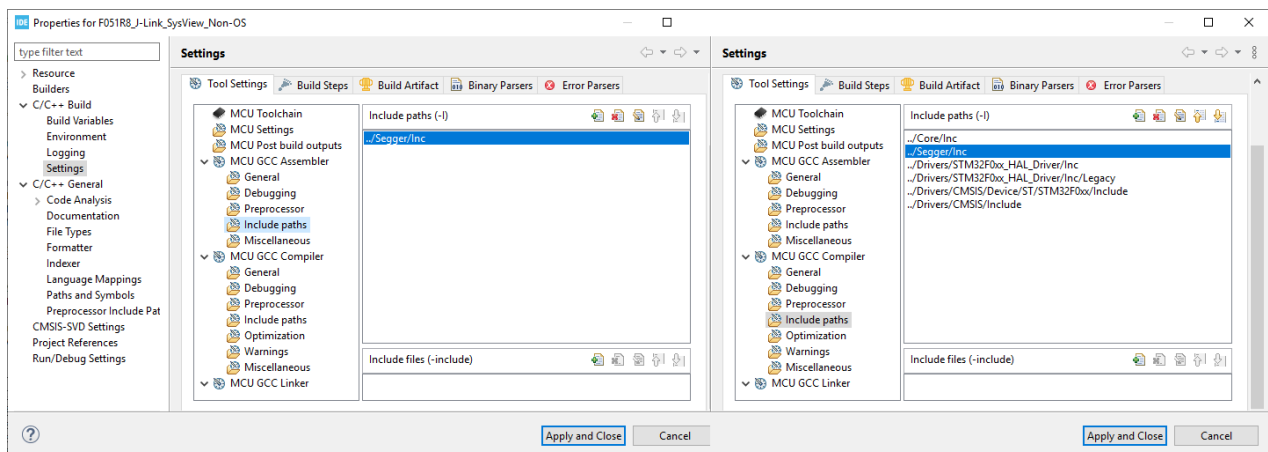 IDE Properties for F051R8_J-Link_SysView_Non-OS
type filter text
Resource
Builders
C/C++ Build
Build Variables
Environment
Logging
Settings
C/C++ General
Code Analysis
Documentation
File Types
Formatter
Indexer
Language Mappings
Paths and Symbols
Preprocessor Include Pat
CMSIS-SVD Settings
Project References
Run/Debug Settings
Settings
Tool Settings Build Steps Build Artifact Binary Parsers Error Parsers
MCU Toolchain
MCU Settings
MCU Post build outputs
MCU GCC Assembler
General
Debugging
Preprocessor
Include paths
Miscellaneous
MCU GCC Compiler
General
Debugging
Preprocessor
Include paths
Optimization
Warnings
Miscellaneous
MCU GCC Linker
Include paths (-I)
../Segger/Inc
Include files (-include)
Apply and Close Cancel
Settings
Tool Settings Build Steps Build Artifact Binary Parsers Error Parsers
MCU Toolchain
MCU Settings
MCU Post build outputs
MCU GCC Assembler
General
Debugging
Preprocessor
Include paths
Miscellaneous
MCU GCC Compiler
General
Debugging
Preprocessor
Include paths
Optimization
Warnings
Miscellaneous
MCU GCC Linker
Include paths (-I)
../Core/Inc
../Segger/Inc
../Drivers/STM32F0xx_HAL_Driver/Inc
../Drivers/STM32F0xx_HAL_Driver/Inc/Legacy
../Drivers/CMSIS/Device/ST/STM32F0xx/Include
../Drivers/CMSIS/Include
Include files (-include)
Apply and Close Cancel